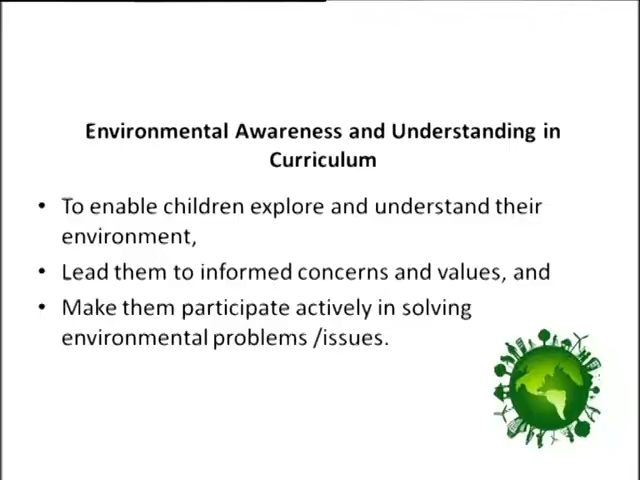 Environmental Awareness and Understanding in
Curriculum
• To enable children explore and understand their
environment,
• Lead them to informed concerns and values, and
• Make them participate actively in solving
environmental problems /issues.